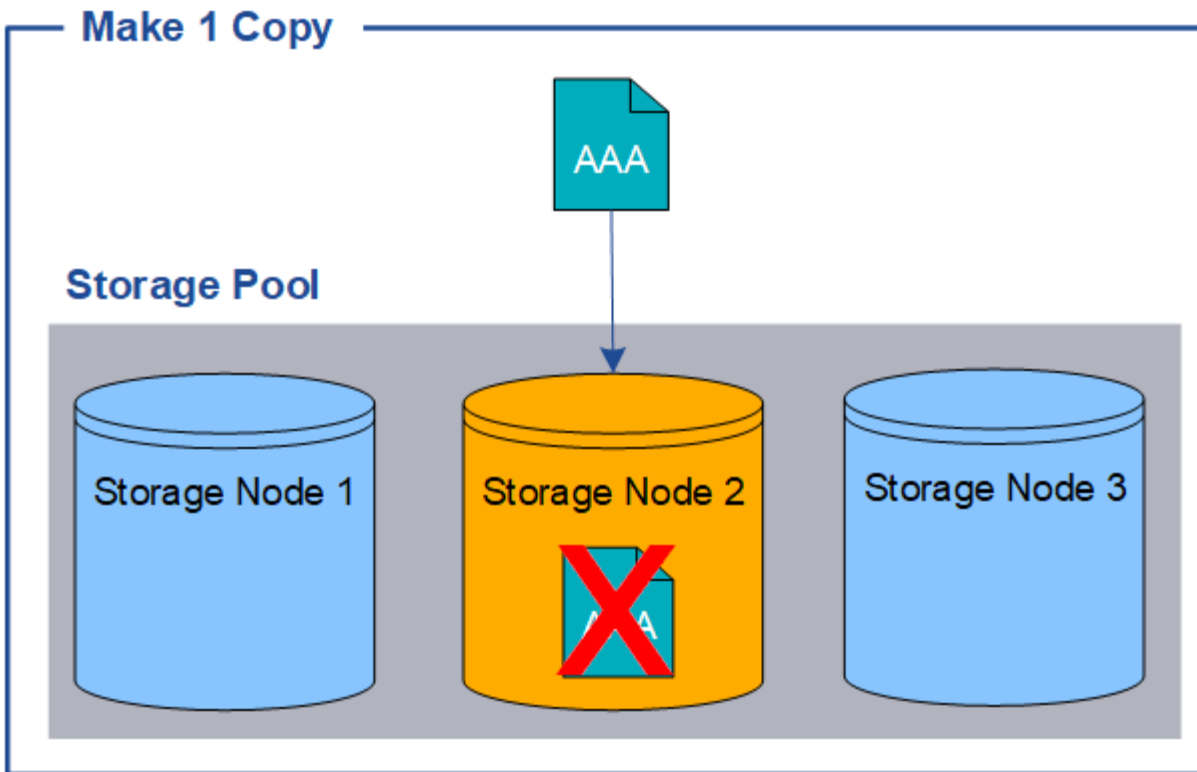 Make 1 Copy
AAA
Storage Pool
Storage Node 1
Storage Node 2
Storage Node 3